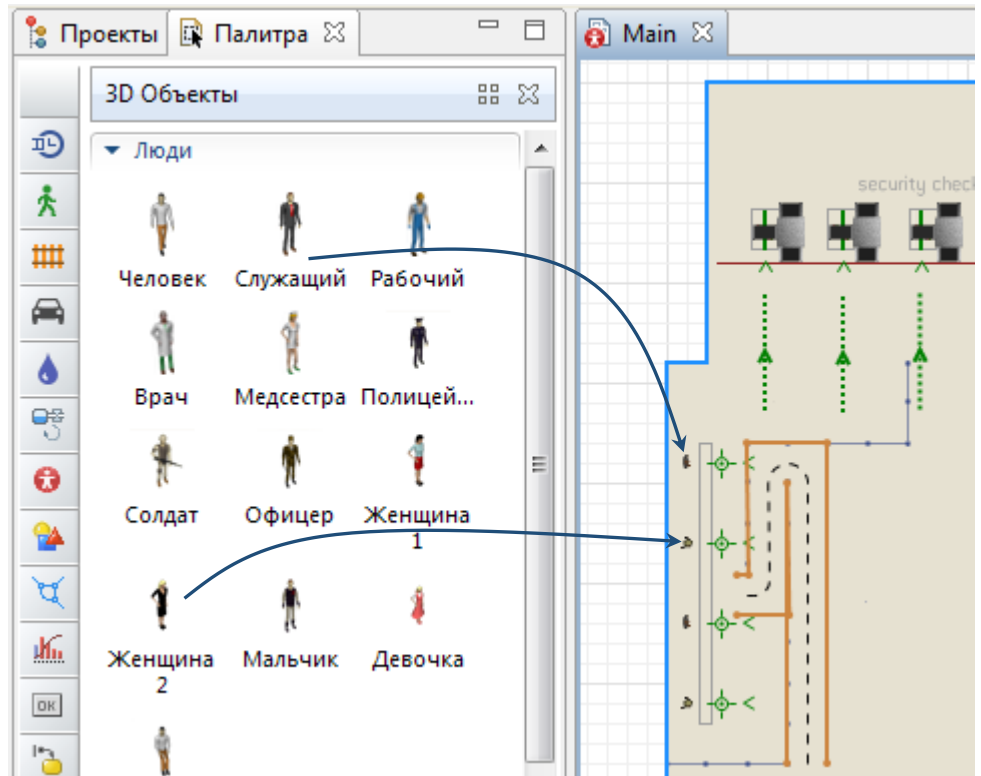 Проекты Палитра Main
3D Объекты
Люди
security chec
Человек Служащий Рабочий
Врач Медсестра Полицей...
Солдат Офицер Женщина
1
Женщина Мальчик Девочка
2
OK